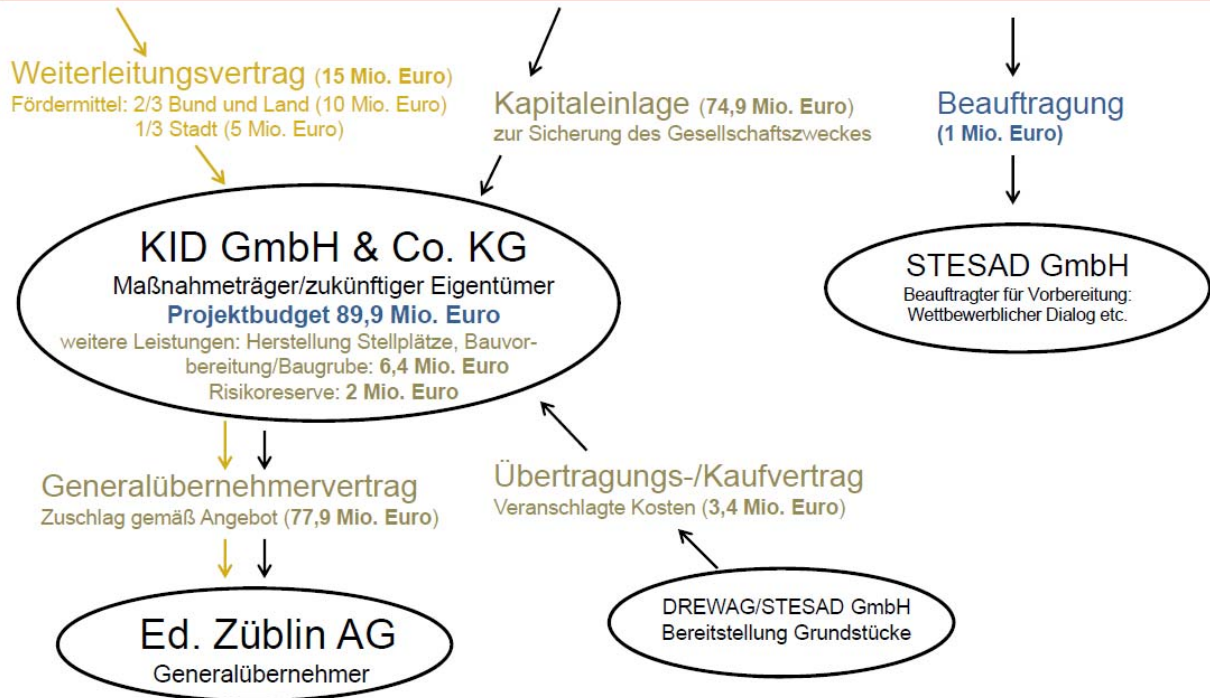 Weiterleitungsvertrag (15 Mio. Euro)
Fördermittel: 2/3 Bund und Land (10 Mio. Euro)
1/3 Stadt (5 Mio. Euro)
Kapitaleinlage (74,9 Mio. Euro)
zur Sicherung des Gesellschaftszweckes
Beauftragung
(1 Mio. Euro)
KID GmbH & Co. KG
Maßnahmeträger/zukünftiger Eigentümer
Projektbudget 89,9 Mio. Euro
weitere Leistungen: Herstellung Stellplätze, Bauvor-
bereitung/Baugrube: 6,4 Mio. Euro
Risikoreserve: 2 Mio. Euro
STESAD GmbH
Beauftragter für Vorbereitung:
Wettbewerblicher Dialog etc.
Generalübernehmervertrag
Zuschlag gemäß Angebot (77,9 Mio. Euro)
Übertragungs-/Kaufvertrag
Veranschlagte Kosten (3,4 Mio. Euro)
Ed. Züblin AG
Generalübernehmer
DREWAG/STESAD GmbH
Bereitstellung Grundstücke